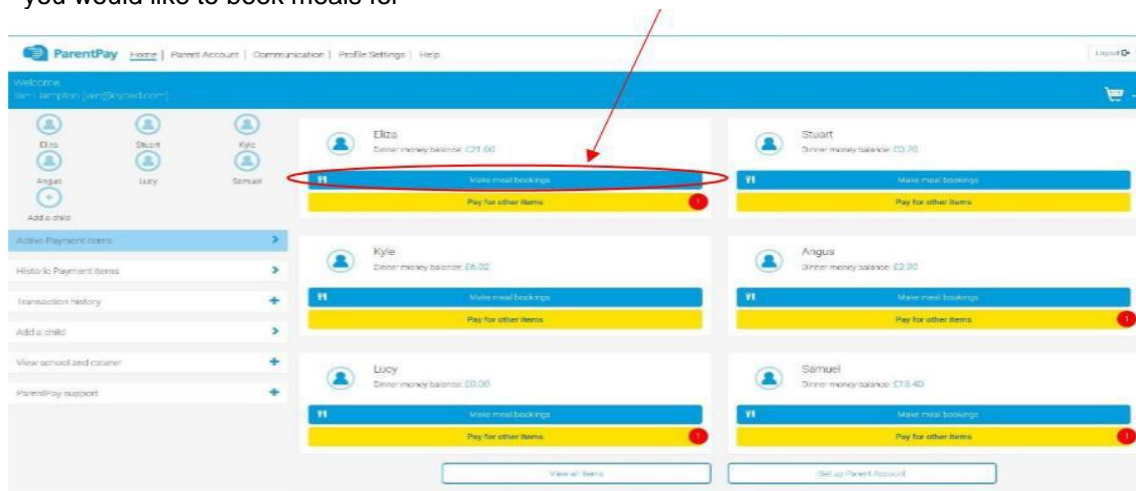 you would like to book meals for
ParentPay Home | Parent Account | Communication | Profile Settings | Help
Logout
Welcome,
Eliza Stuart Kyle
Angus Lucy Samuel
Add a child
Active Payment items
Historic Payment items
Transaction history
Add a child
View school and caterer
ParentPay support
Eliza
Dinner money balance: £21.00
Make meal bookings
Pay for other items
1
Stuart
Dinner money balance:
Make meal bookings
Pay for other items
Kyle
Dinner money balance: £6.02
Make meal bookings
Pay for other items
Angus
Dinner money balance:
Make meal bookings
Pay for other items
1
Lucy
Dinner money balance: £0.00
Make meal bookings
Pay for other items
1
Samuel
Dinner money balance:
Make meal bookings
Pay for other items
1
View all items
Set up Parent Account